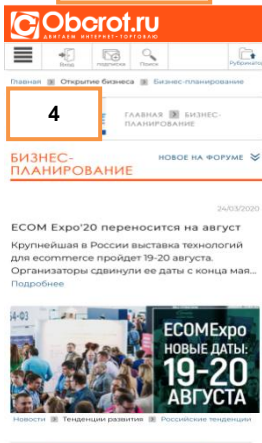 Oborot.ru
ДВИГАЕМ ИНТЕРНЕТ-ТОРГОВЛЮ
Вход
подписка
Поиск
Рубрикатор
Главная Открытие бизнеса Бизнес-планирование
4
ГЛАВНАЯ БИЗНЕС-
ПЛАНИРОВАНИЕ
БИЗНЕС-
ПЛАНИРОВАНИЕ
НОВОЕ НА ФОРУМЕ
24/03/2020
ECOM Expo'20 переносится на август
Крупнейшая в России выставка технологий
для ecommerce пройдет 19-20 августа.
Организаторы сдвинули ее даты с конца мая...
Подробнее
ECOMExpo
НОВЫЕ ДАТЫ:
19-20
АВГУСТА
Новости Тенденции развития Российские тенденции